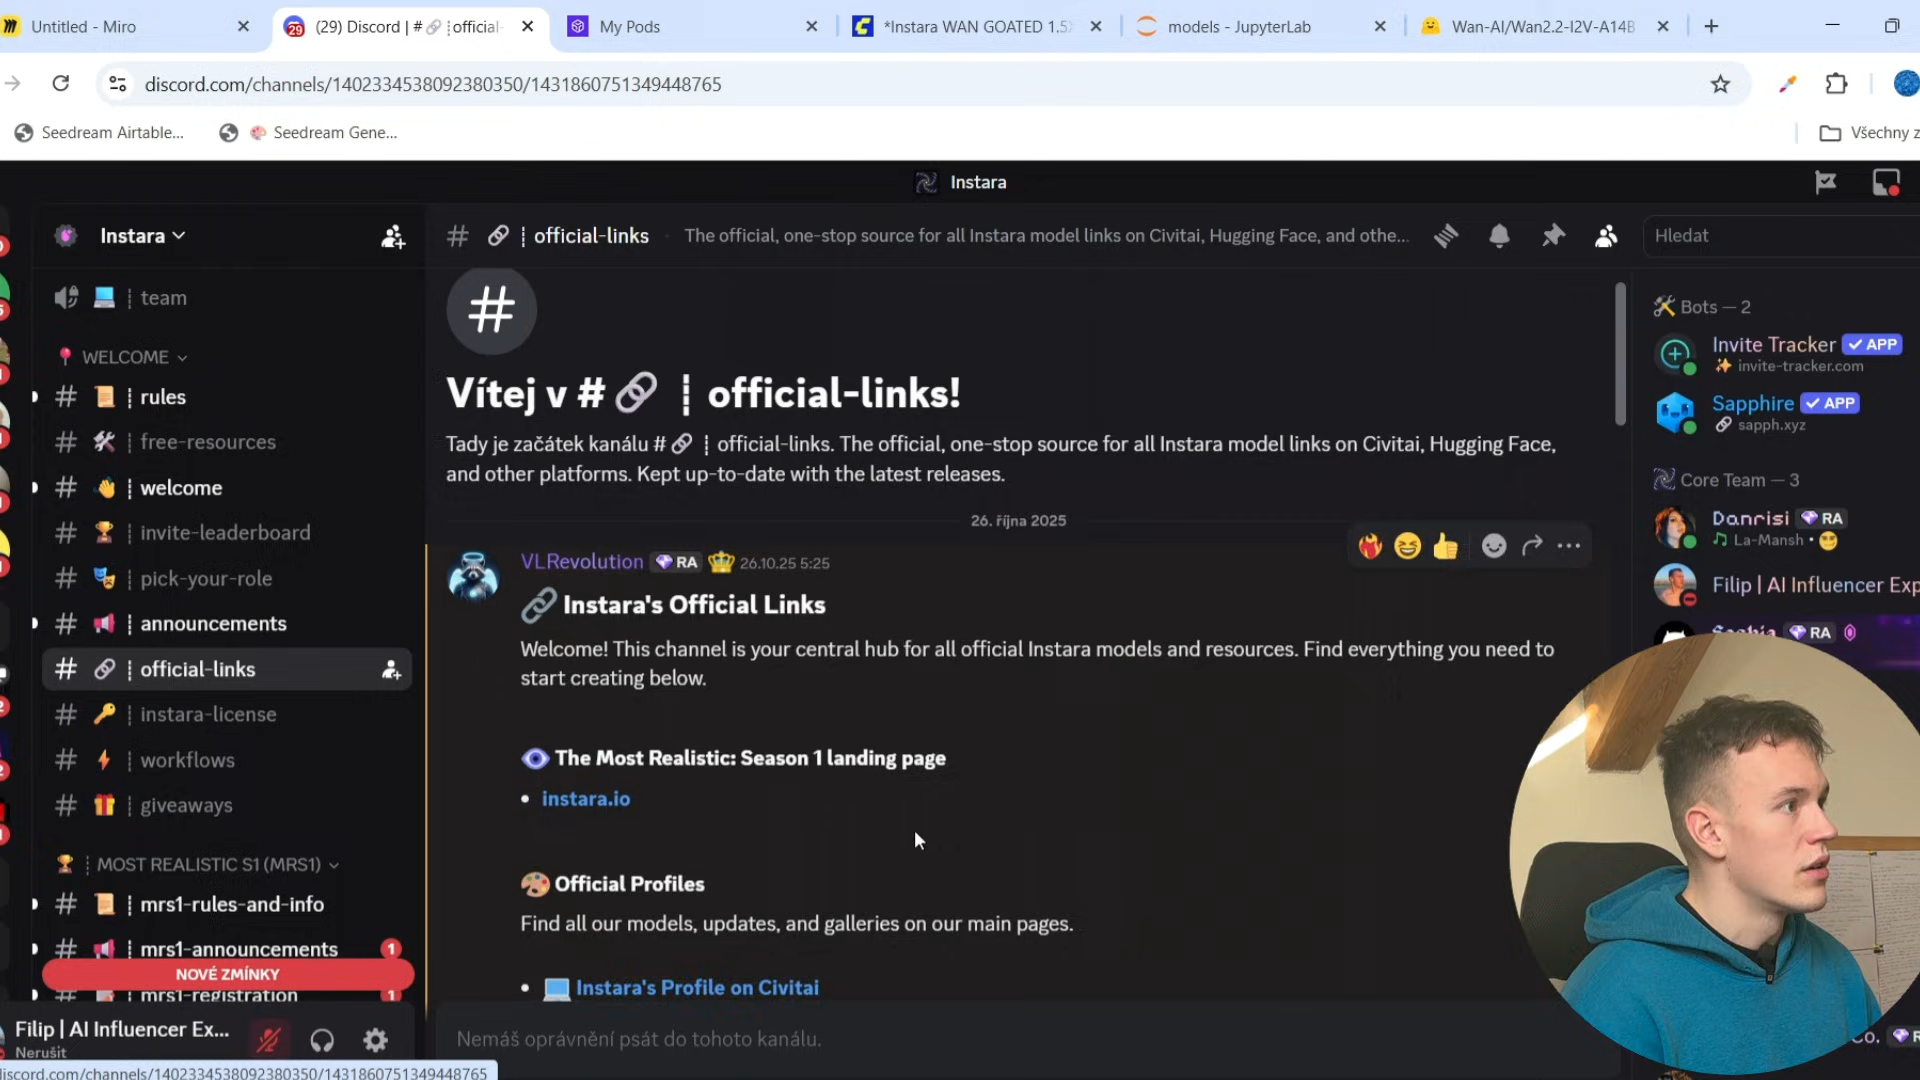 Untitled - Miro
(29) Discord | # 🔗 ┊official-
My Pods
*Instara WAN GOATED 1.5
models - JupyterLab
Wan-AI/Wan2.2-I2V-A14B
discord.com/channels/1402334538092380350/1431860751349448765
Seedream Airtable...
🎨 Seedream Gene...
Všechny z
Instara
Instara
# 🔗 ┊ official-links
The official, one-stop source for all Instara model links on Civitai, Hugging Face, and othe...
Hledat
💻 ┊ team
📍 WELCOME
# 📜 ┊ rules
# 🛠 ┊ free-resources
# 👋 ┊ welcome
# 🏆 ┊ invite-leaderboard
# 🎭 ┊ pick-your-role
# 📢 ┊ announcements
# 🔗 ┊ official-links
# 🔑 ┊ instara-license
# ⚡ ┊ workflows
# 🎁 ┊ giveaways
🏆 ┊ MOST REALISTIC S1 (MRS1)
# 📜 ┊ mrs1-rules-and-info
# 📢 ┊ mrs1-announcements 1
NOVÉ ZMÍNKY
# ┊ mrs1-registration 1
Filip | AI Influencer Ex...
Nerušit
discord.com/channels/1402334538092380350/1431860751349448765
#
Vítej v # 🔗 ┊ official-links!
Tady je začátek kanálu # 🔗 ┊ official-links. The official, one-stop source for all Instara model links on Civitai, Hugging Face,
and other platforms. Kept up-to-date with the latest releases.
26. října 2025
VLRevolution RA 26.10.25 5:25
🔗 Instara's Official Links
Welcome! This channel is your central hub for all official Instara models and resources. Find everything you need to
start creating below.
The Most Realistic: Season 1 landing page
• instara.io
🎨 Official Profiles
Find all our models, updates, and galleries on our main pages.
• 💻 Instara's Profile on Civitai
Nemáš oprávnění psát do tohoto kanálu.
🛠 Bots — 2
Invite Tracker ✓ APP
✨ invite-tracker.com
Sapphire ✓ APP
🔗 sapph.xyz
Core Team — 3
Danrisi RA
La-Mansh •
Filip | AI Influencer Exp
RA
Co.